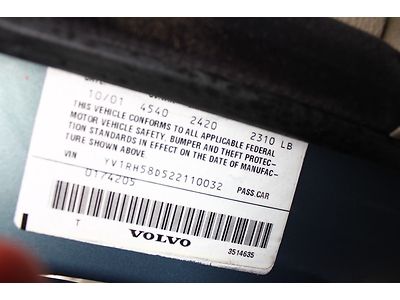 10/01 4540 2420 2310 LB
THIS VEHICLE CONFORMS TO ALL APPLICABLE FEDERAL
MOTOR VEHICLE SAFETY, BUMPER AND THEFT PROTEC-
TION STANDARDS IN EFFECT ON THE DATE OF MANUFAC-
TURE SHOWN ABOVE
VIN YV1RH58D522110032 PASS.CAR
0174205
T VOLVO 3514635